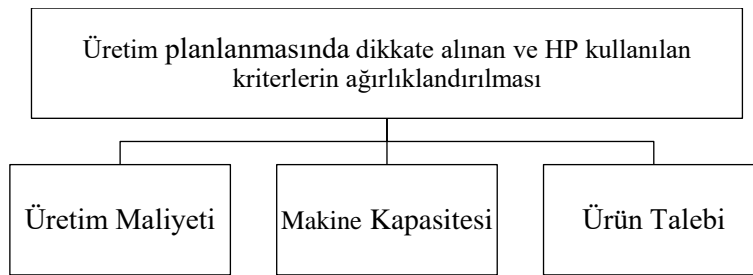 Üretim planlanmasında dikkate alınan ve HP kullanılan
kriterlerin ağırlıklandırılması
Üretim Maliyeti
Makine Kapasitesi
Ürün Talebi